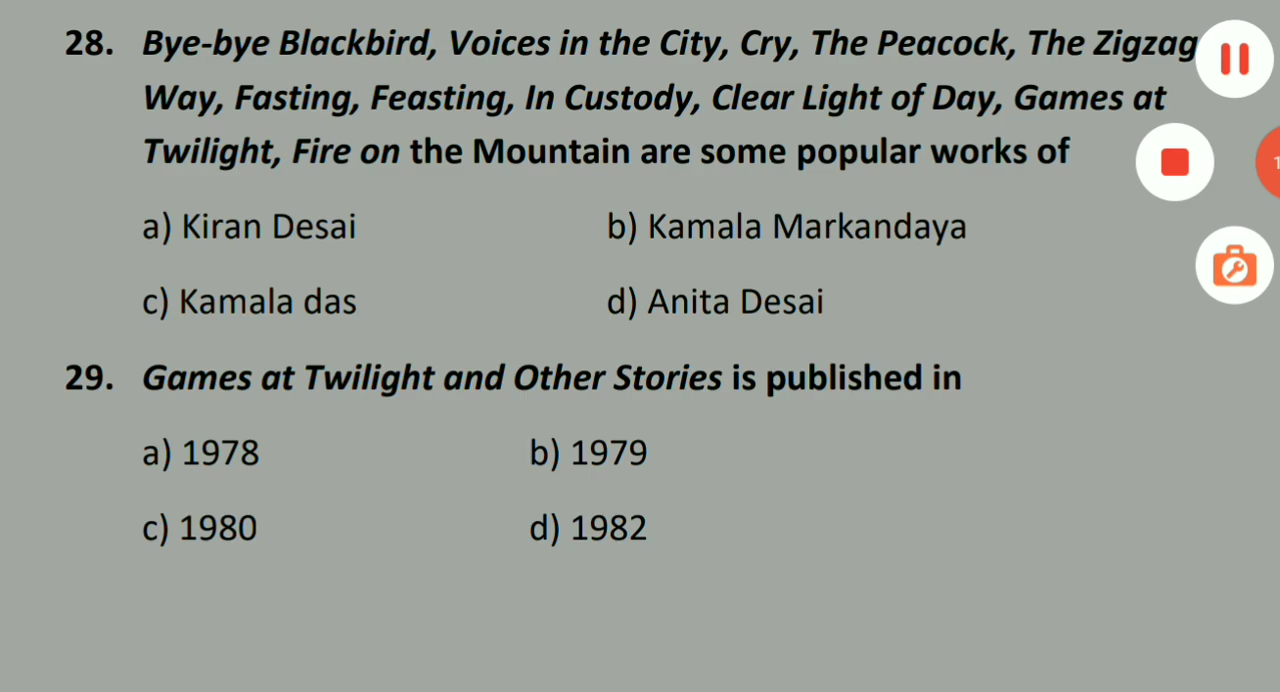 28. Bye-bye Blackbird, Voices in the City, Cry, The Peacock, The Zigzag
Way, Fasting, Feasting, In Custody, Clear Light of Day, Games at
Twilight, Fire on the Mountain are some popular works of
a) Kiran Desai b) Kamala Markandaya
c) Kamala das d) Anita Desai
29. Games at Twilight and Other Stories is published in
a) 1978 b) 1979
c) 1980 d) 1982